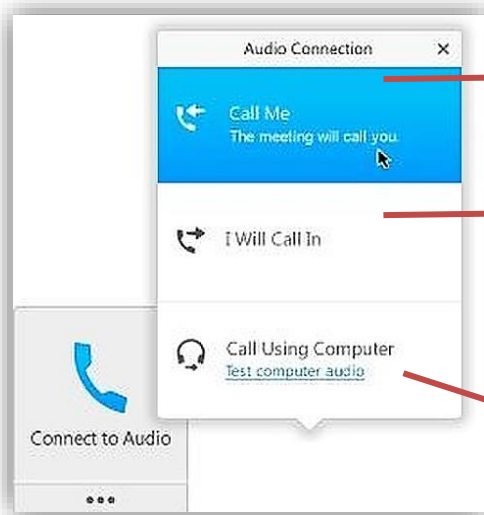 Audio Connection ×
Call Me
The meeting will call you.
I Will Call In
Call Using Computer
Test computer audio
Connect to Audio